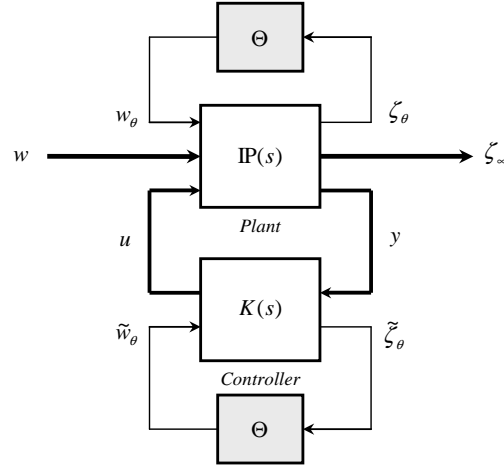 Θ
w_θ
ζ_θ
w
IP(s)
ζ_∞
Plant
u
y
K(s)
w̃_θ
ζ̃_θ
Controller
Θ